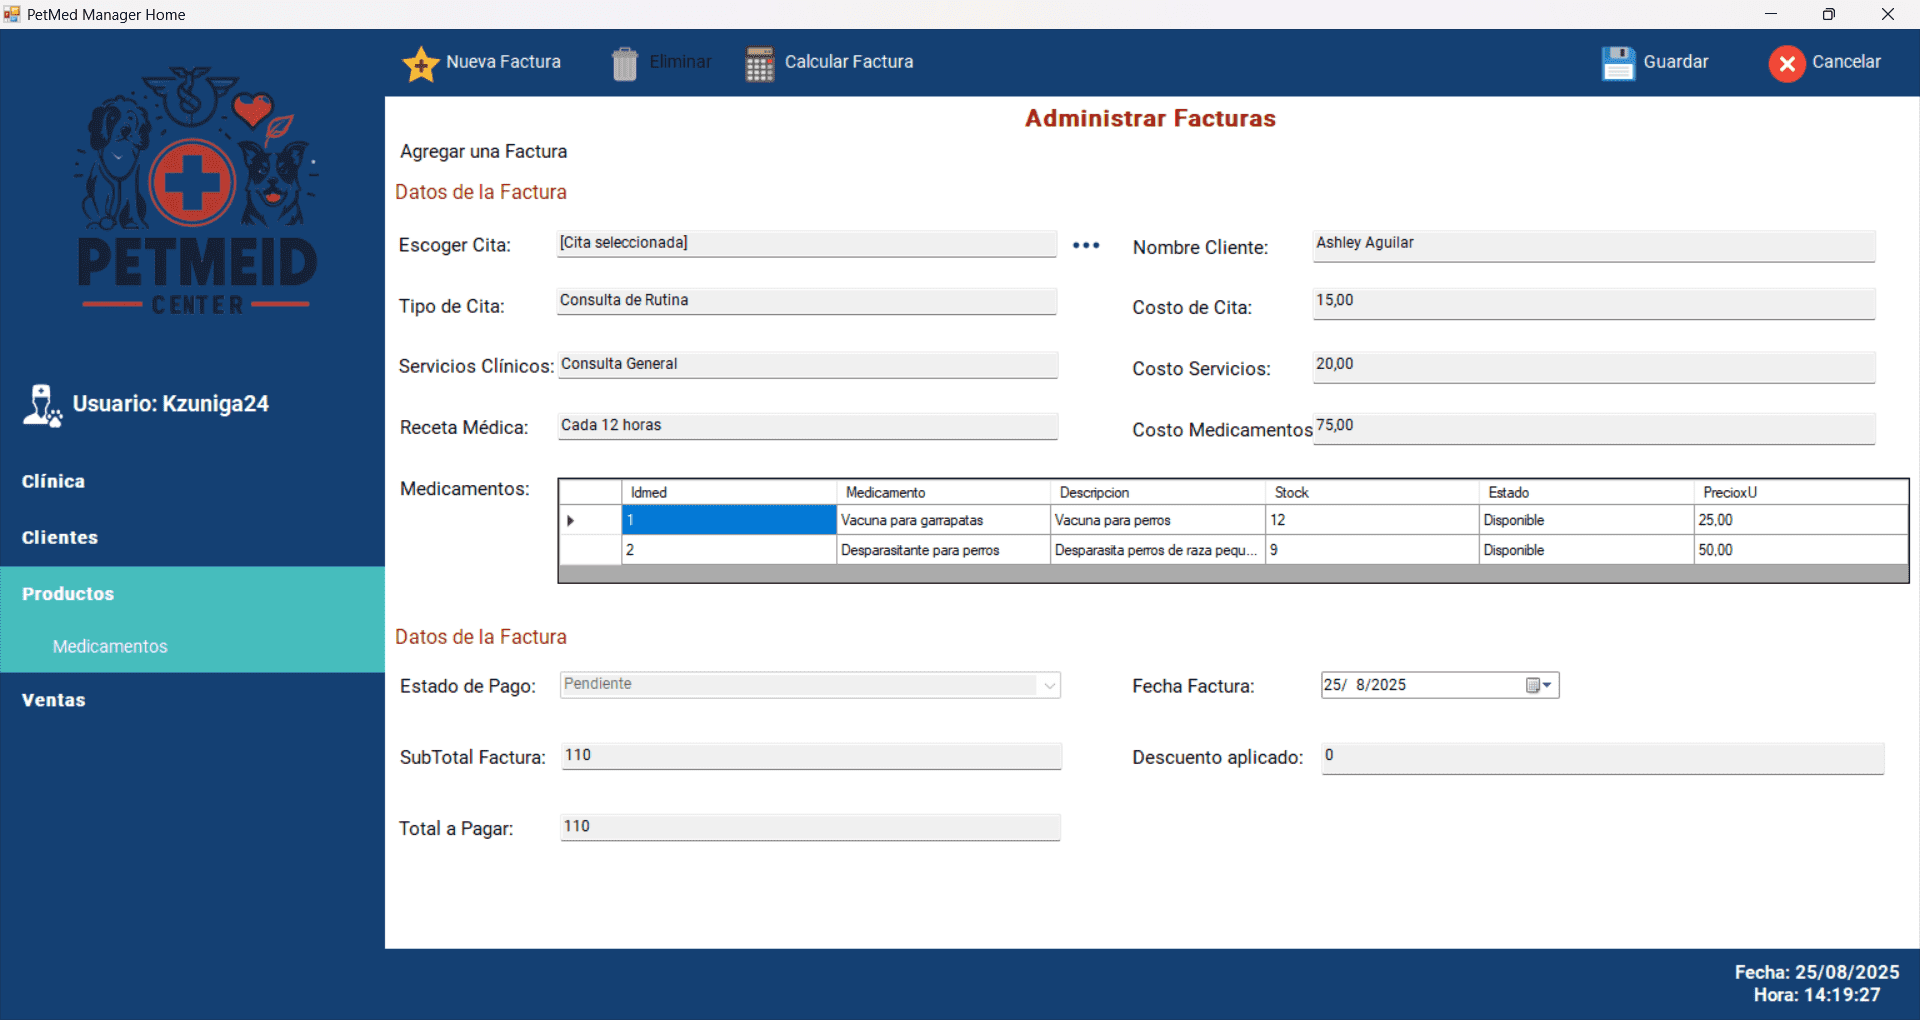 PetMed Manager Home
Nueva Factura
Eliminar
Calcular Factura
Guardar
Cancelar
PETMEID
CENTER
Usuario: Kzuniga24
Clínica
Clientes
Productos
Medicamentos
Ventas
Administrar Facturas
Agregar una Factura
Datos de la Factura
Escoger Cita: [Cita seleccionada]
Nombre Cliente: Ashley Aguilar
Tipo de Cita: Consulta de Rutina
Costo de Cita: 15,00
Servicios Clínicos: Consulta General
Costo Servicios: 20,00
Receta Médica: Cada 12 horas
Costo Medicamentos 75,00
Medicamentos:
Idmed Medicamento Descripcion Stock Estado PrecioxU
1 Vacuna para garrapatas Vacuna para perros 12 Disponible 25,00
2 Desparasitante para perros Desparasita perros de raza pequ... 9 Disponible 50,00
Datos de la Factura
Estado de Pago: Pendiente
Fecha Factura: 25/ 8/2025
SubTotal Factura: 110
Descuento aplicado: 0
Total a Pagar: 110
Fecha: 25/08/2025
Hora: 14:19:27